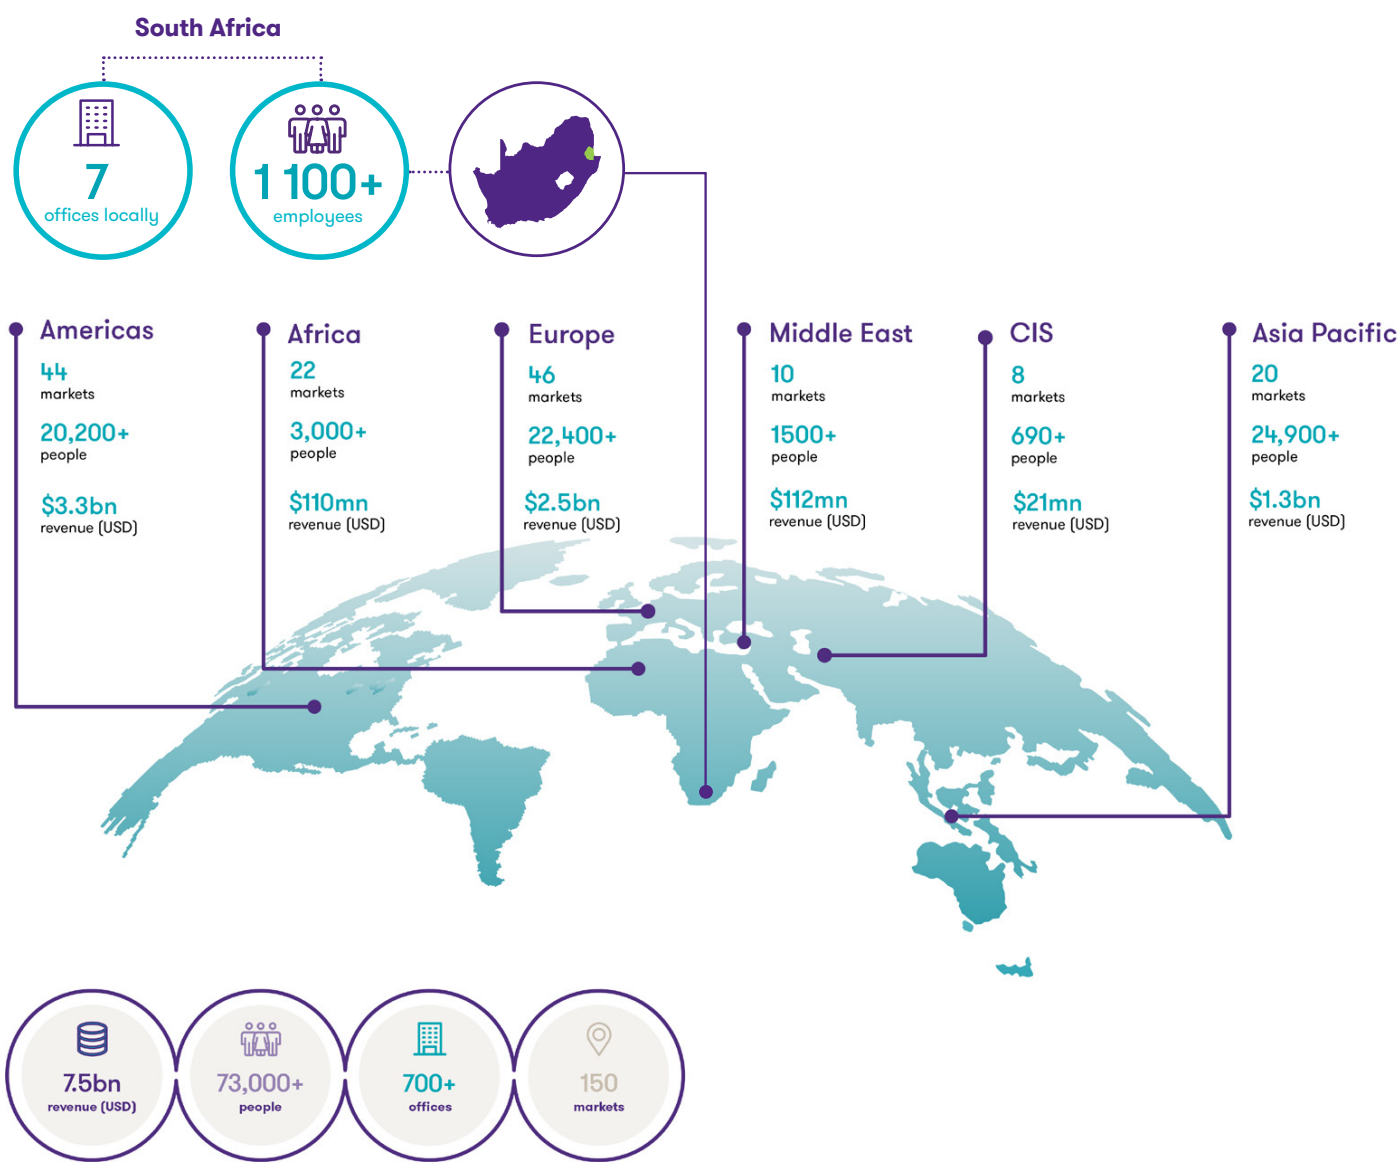 South Africa
7
offices locally
1 100+
employees
Americas
44
markets
20,200+
people
$3.3bn
revenue (USD)
Africa
22
markets
3,000+
people
$110mn
revenue (USD)
Europe
46
markets
22,400+
people
$2.5bn
revenue (USD)
Middle East
10
markets
1500+
people
$112mn
revenue (USD)
CIS
8
markets
690+
people
$21mn
revenue (USD)
Asia Pacific
20
markets
24,900+
people
$1.3bn
revenue (USD)
7.5bn
revenue (USD)
73,000+
people
700+
offices
150
markets